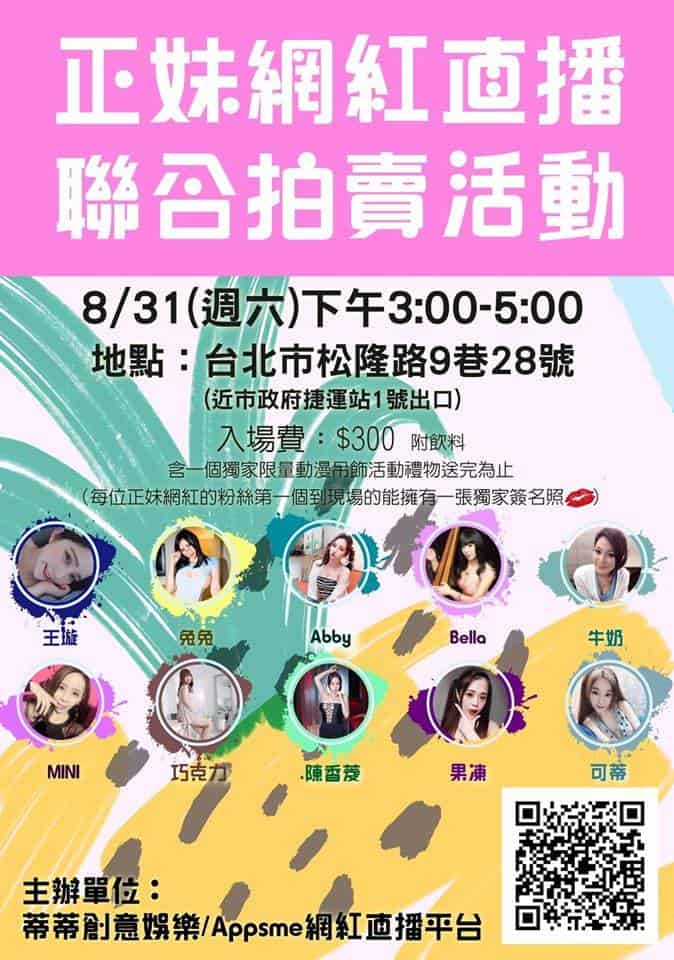 正妹網紅直播
聯合拍賣活動
8/31(週六)下午3:00-5:00
地點：台北市松隆路9巷28號
(近市政府捷運站1號出口)
入場費：$300 附飲料
含一個獨家限量動漫吊飾活動禮物送完為止
(每位正妹網紅的粉絲第一個到現場的能擁有一張獨家簽名照💋)
王璇
兔兔
Abby
Bella
牛奶
MINI
巧克力
陳香菱
果凍
可蒂
主辦單位：
蒂蒂創意娛樂/Appsme網紅直播平台